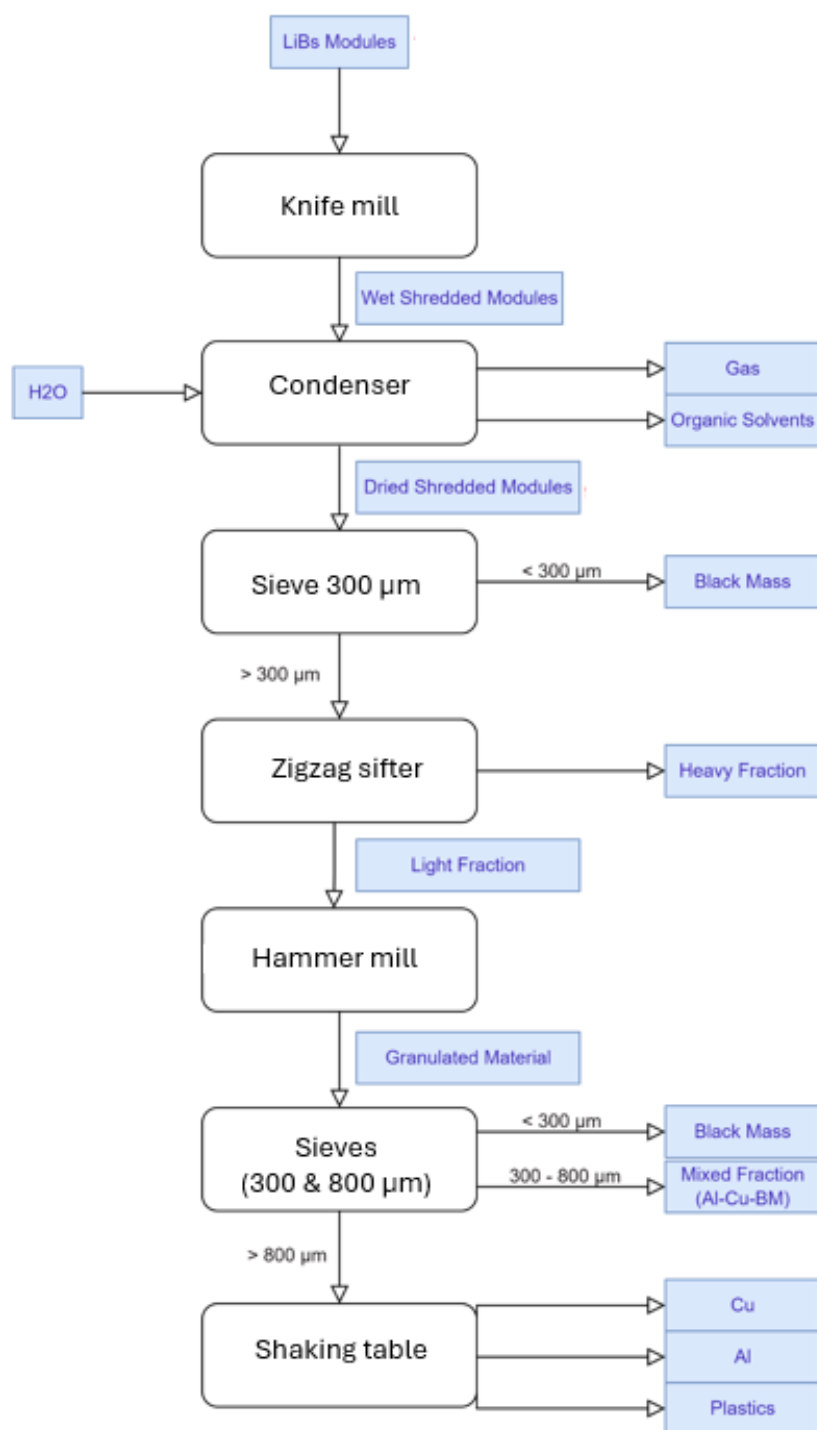 LiBs Modules
Knife mill
Wet Shredded Modules
Condenser
H2O
Gas
Organic Solvents
Dried Shredded Modules
Sieve 300 µm
< 300 µm
Black Mass
> 300 µm
Zigzag sifter
Heavy Fraction
Light Fraction
Hammer mill
Granulated Material
Sieves
(300 & 800 µm)
< 300 µm
Black Mass
300 - 800 µm
Mixed Fraction
(Al-Cu-BM)
> 800 µm
Shaking table
Cu
Al
Plastics